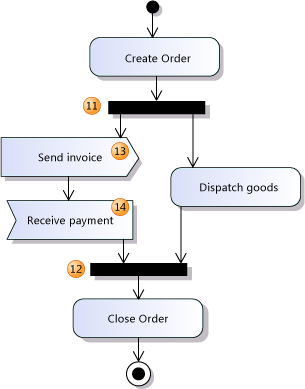 Create Order
11
Send invoice
13
Dispatch goods
Receive payment
14
12
Close Order